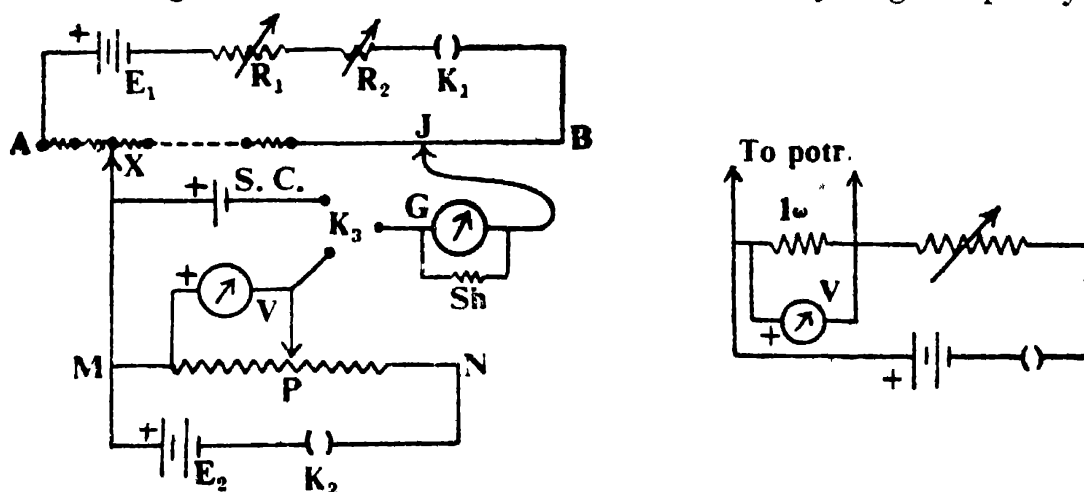 +
E₁
R₁
R₂
K₁
A
X
J
B
+
S. C.
K₃
G
Sh
+
V
M
P
N
+
E₂
K₂
To potr.
1ω
V
+
+